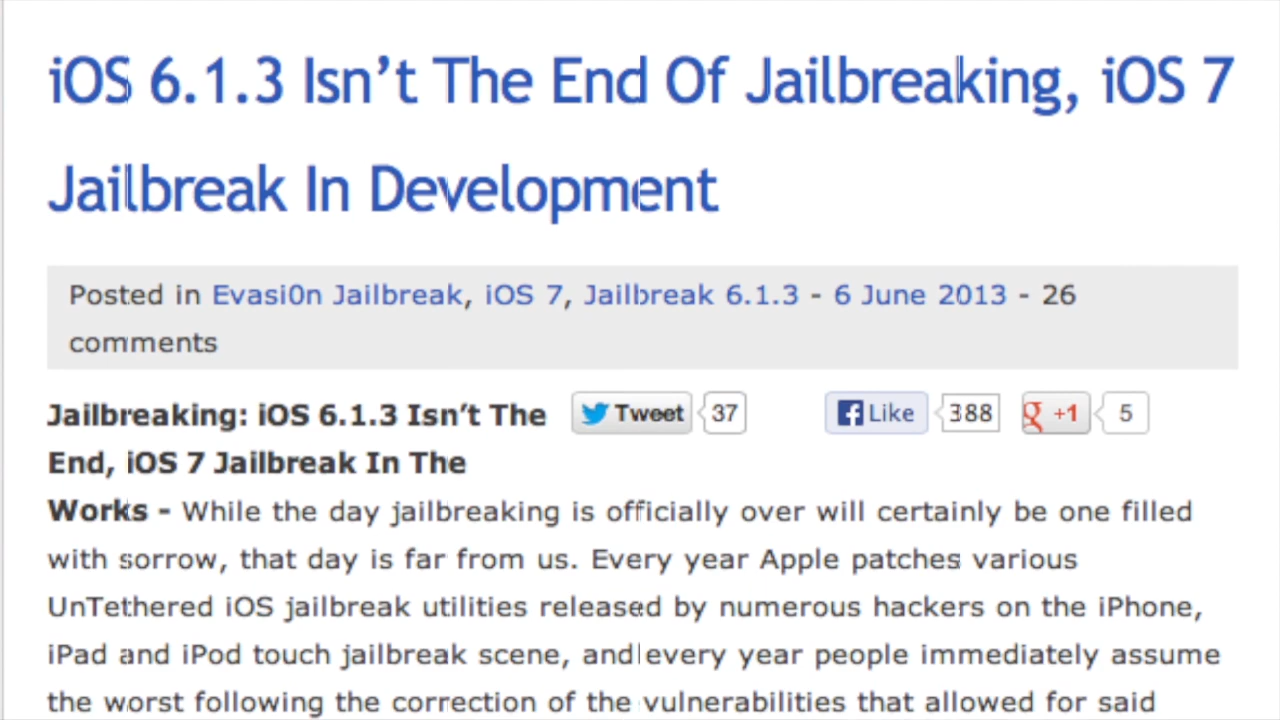 iOS 6.1.3 Isn’t The End Of Jailbreaking, iOS 7
Jailbreak In Development
Posted in Evasi0n Jailbreak, iOS 7, Jailbreak 6.1.3 - 6 June 2013 - 26
comments
Jailbreaking: iOS 6.1.3 Isn’t The Tweet 37 Like 388 +1 5
End, iOS 7 Jailbreak In The
Works - While the day jailbreaking is officially over will certainly be one filled
with sorrow, that day is far from us. Every year Apple patches various
UnTethered iOS jailbreak utilities released by numerous hackers on the iPhone,
iPad and iPod touch jailbreak scene, and every year people immediately assume
the worst following the correction of the vulnerabilities that allowed for said